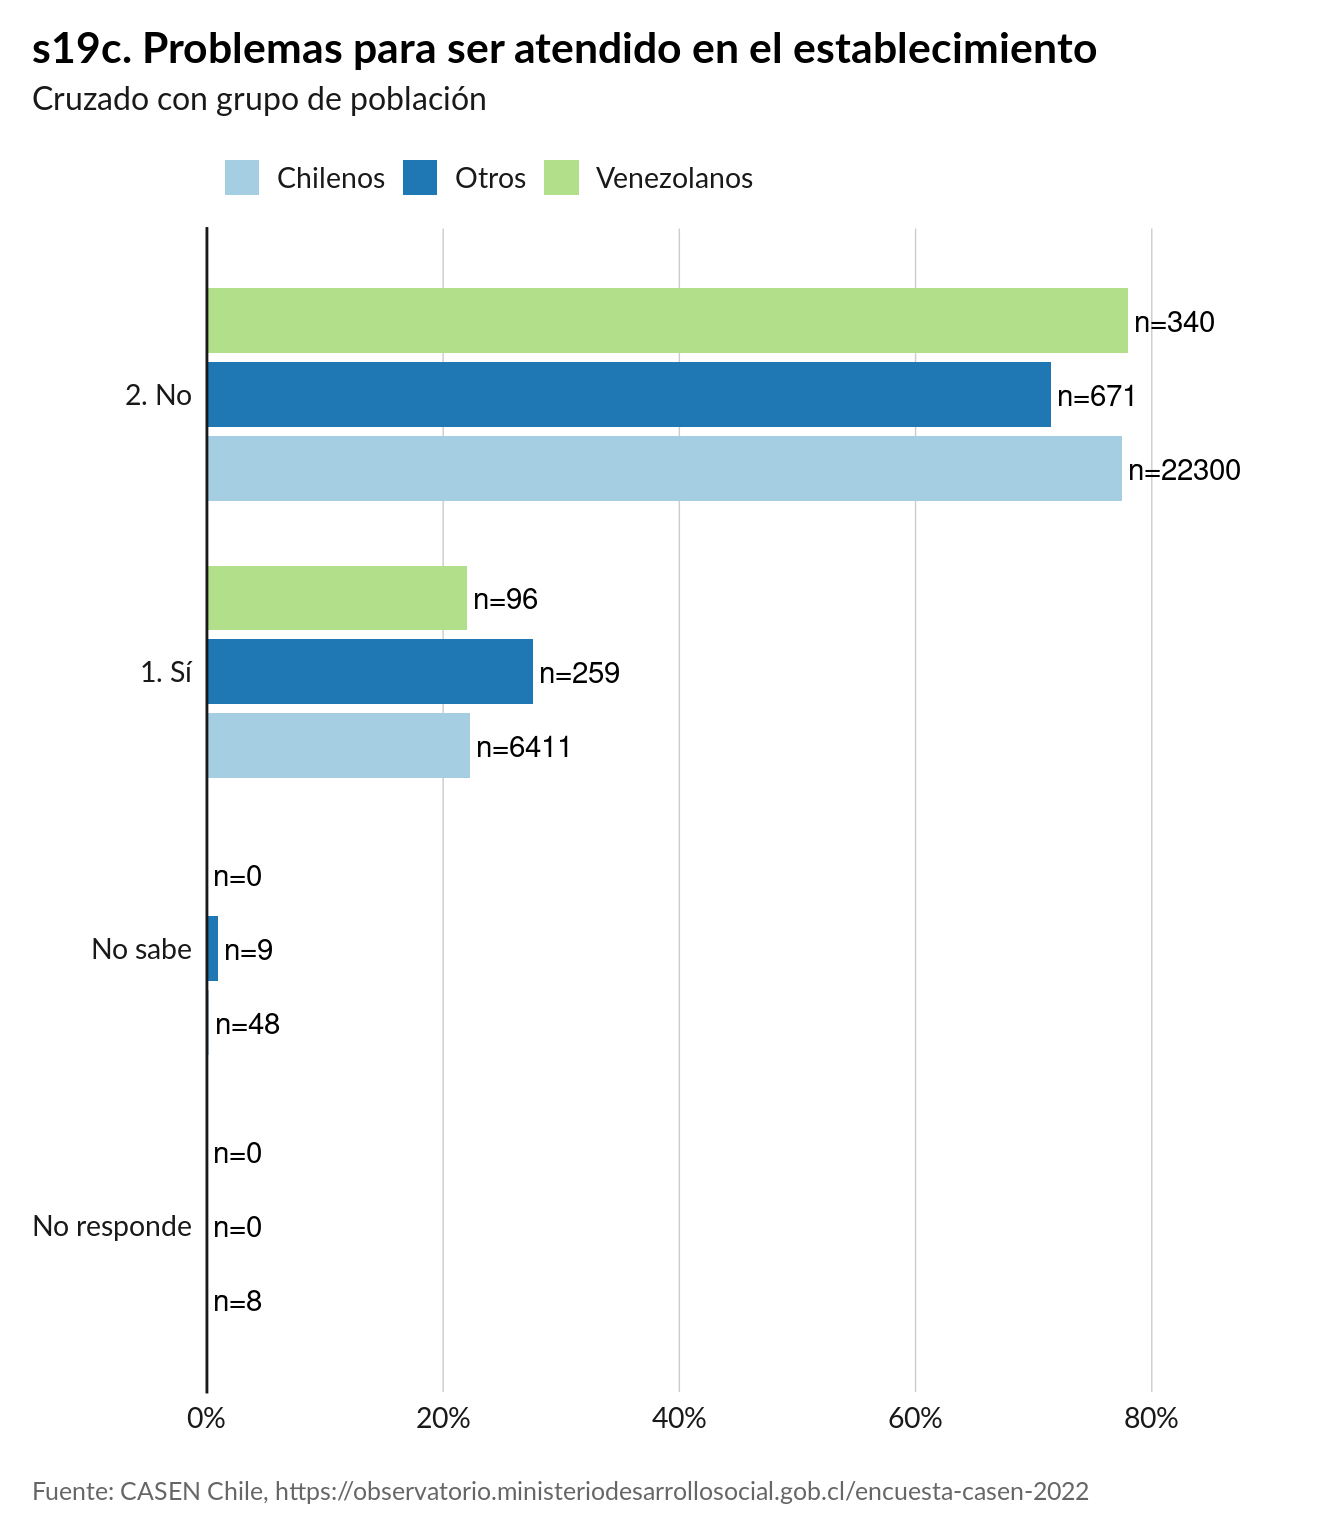 s19c. Problemas para ser atendido en el establecimiento
Cruzado con grupo de población
Chilenos Otros Venezolanos
n=340
2. No n=671
n=22300
n=96
1. Sí n=259
n=6411
n=0
No sabe n=9
n=48
n=0
No responde n=0
n=8
0% 20% 40% 60% 80%
Fuente: CASEN Chile, https://observatorio.ministeriodesarrollosocial.gob.cl/encuesta-casen-2022